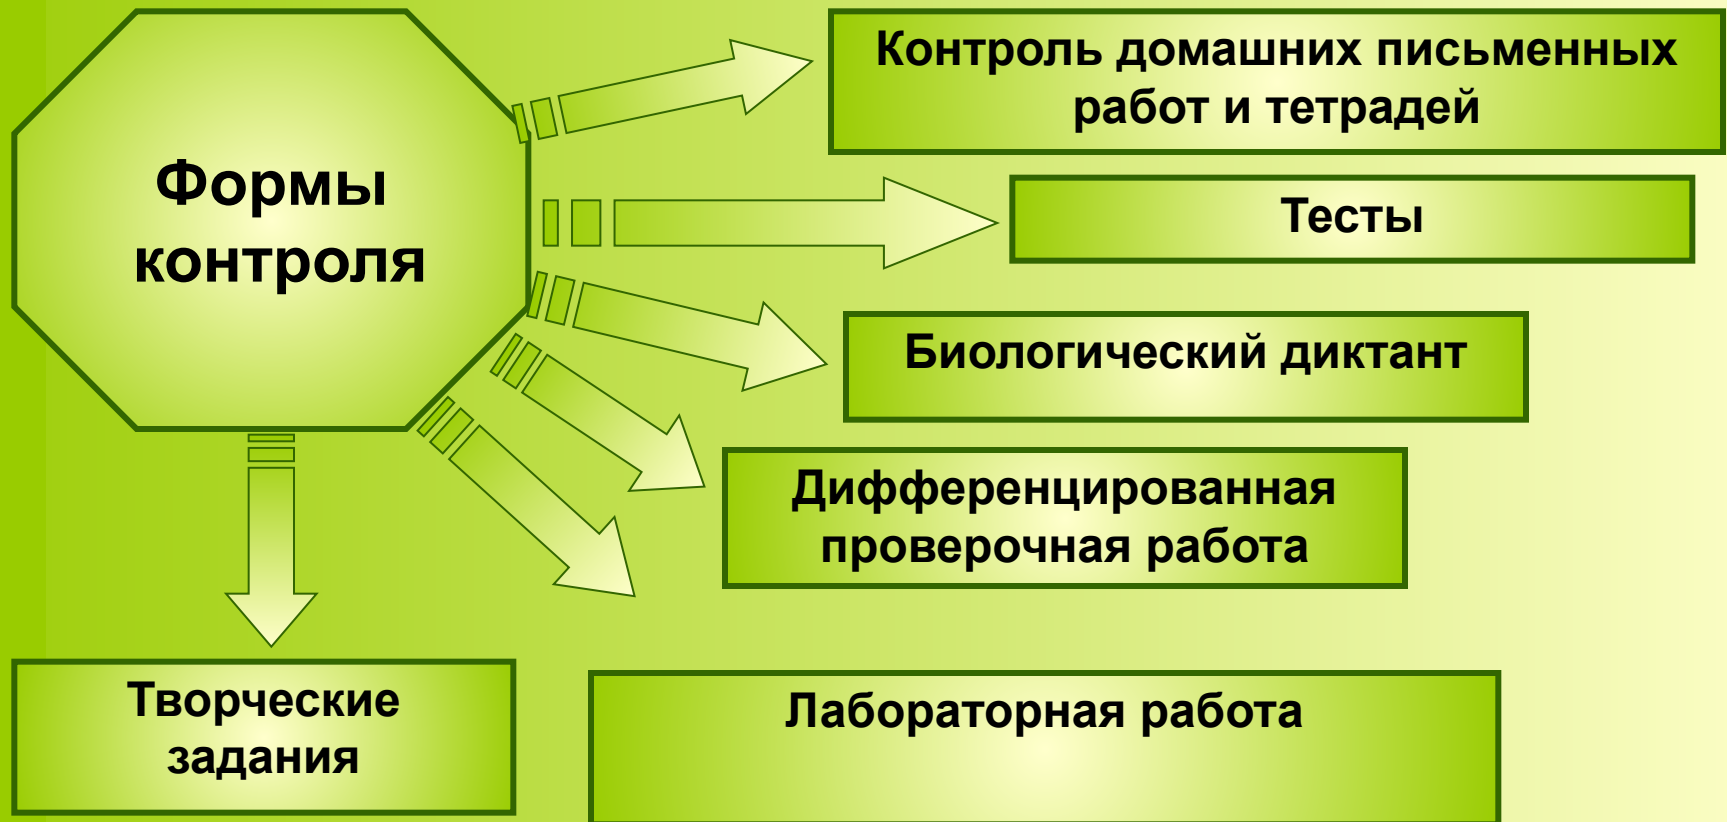 Формы
контроля
Контроль домашних письменных
работ и тетрадей
Тесты
Биологический диктант
Дифференцированная
проверочная работа
Лабораторная работа
Творческие
задания